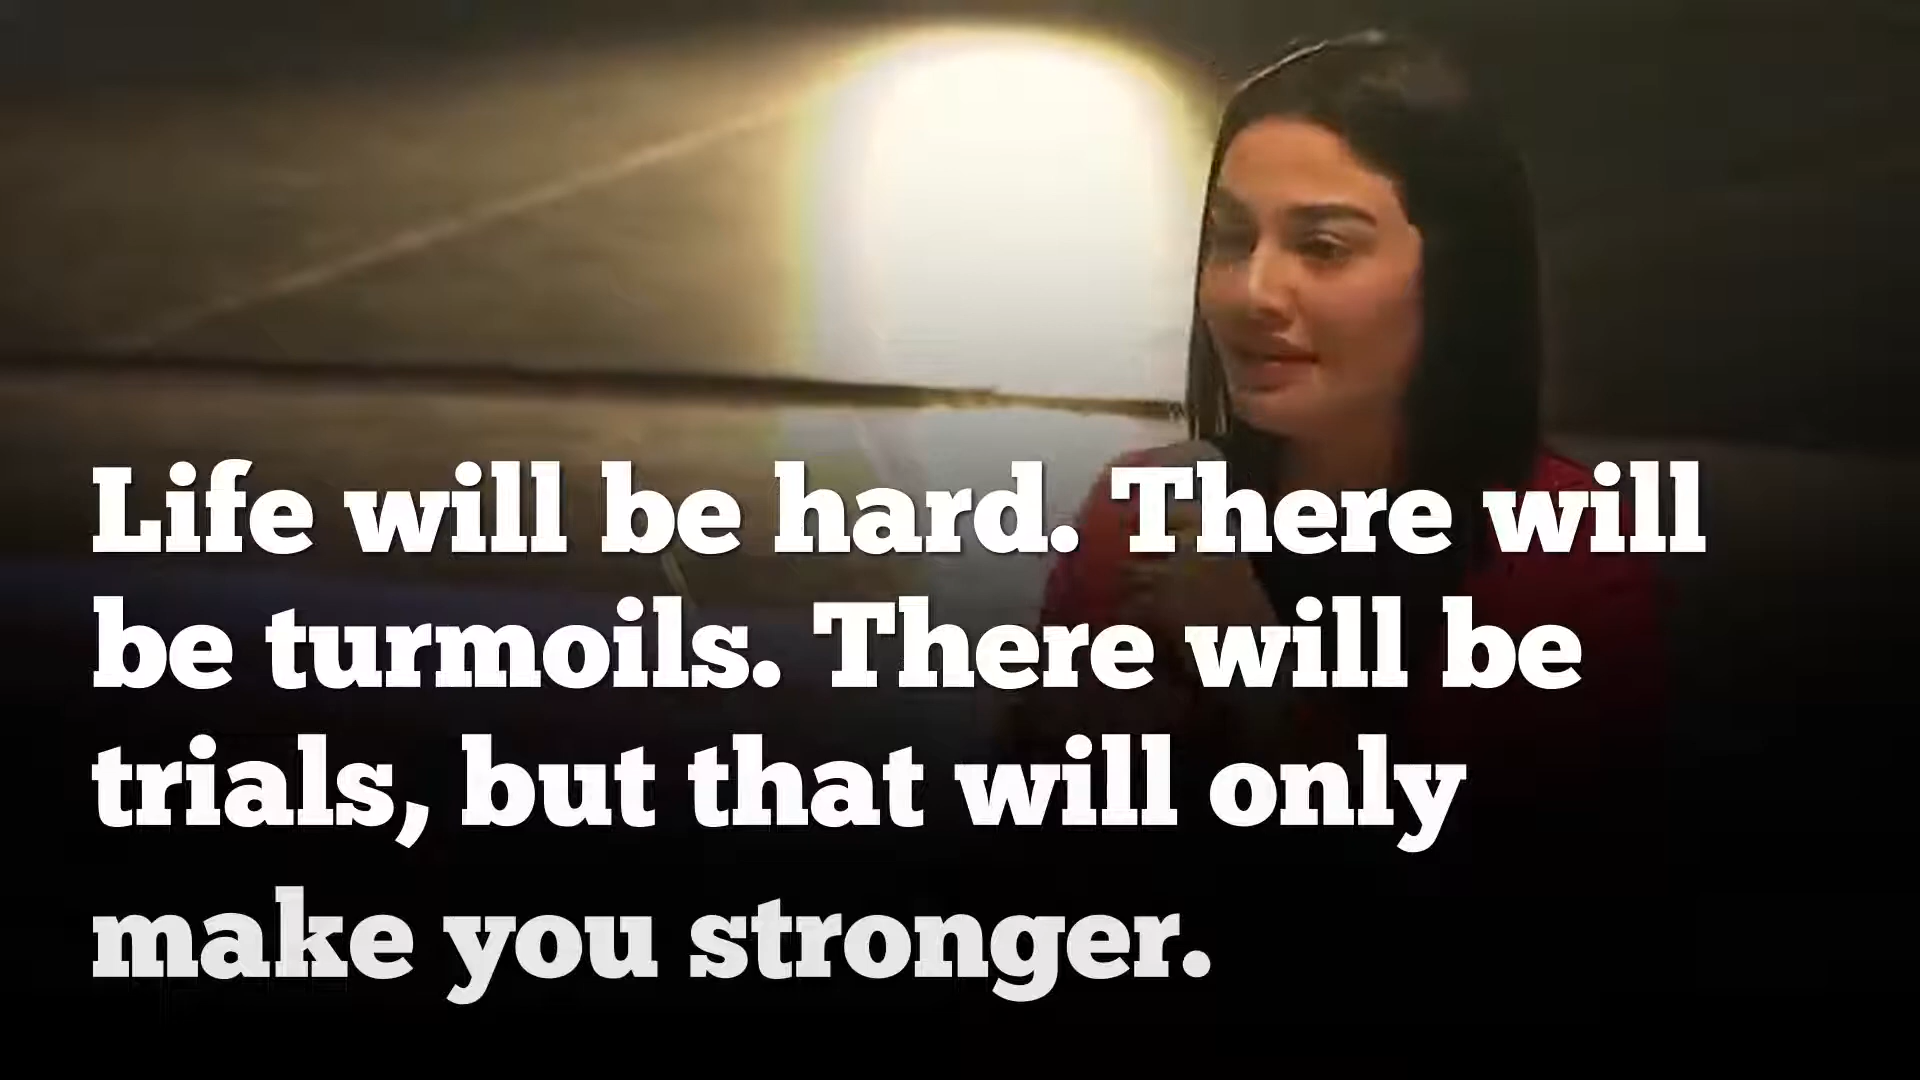 Life will be hard. There will
be turmoils. There will be
trials, but that will only
make you stronger.